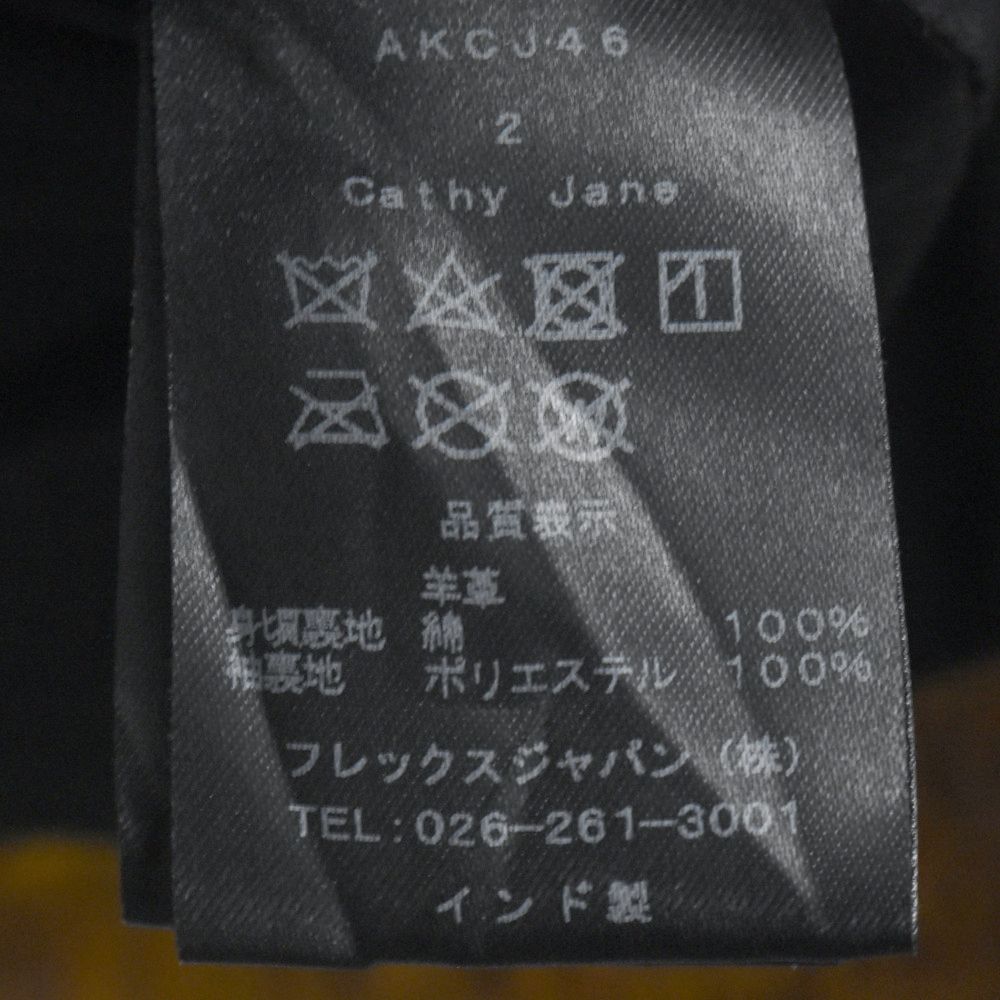 AKCJ46
2
Cathy Jane
品質表示
羊革
身頃裏地 綿 100%
袖裏地 ポリエステル 100%
フレックスジャパン(株)
TEL:026-261-3001
インド製